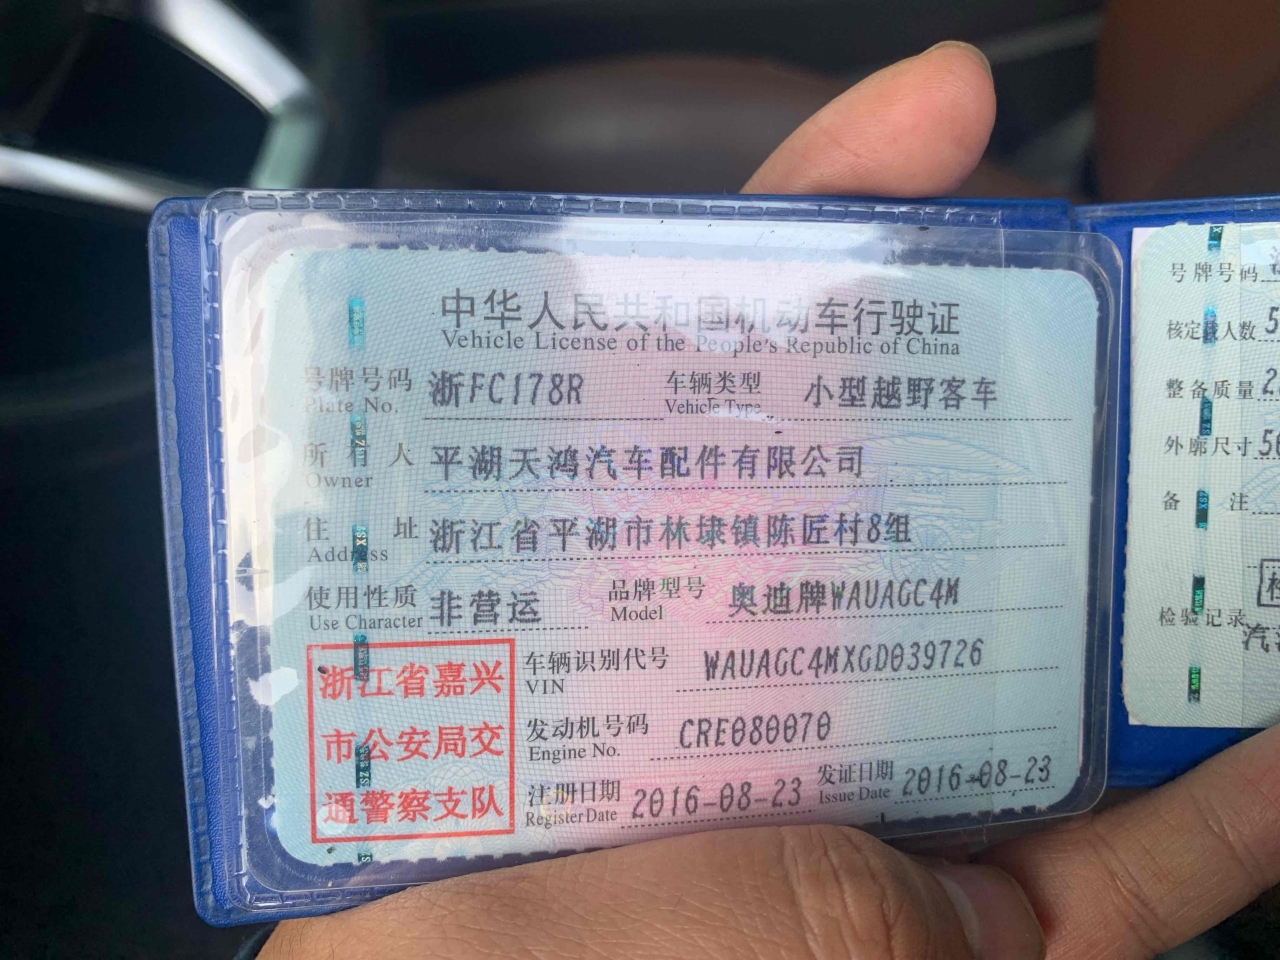 中华人民共和国机动车行驶证
Vehicle License of the People's Republic of China
号牌号码 浙FC178R 车辆类型 小型越野客车
Plate No. Vehicle Type
所有人 平湖天鸿汽车配件有限公司
Owner
住址 浙江省平湖市林埭镇陈匠村8组
Address
使用性质 非营运 品牌型号 奥迪牌WAUAGC4M
Use Character Model
浙江省嘉兴
市公安局交
通警察支队
车辆识别代号 WAUAGC4MXGD039726
VIN
发动机号码 CRE080070
Engine No.
注册日期 2016-08-23 发证日期 2016-08-23
Register Date Issue Date
号牌号码
核定载人数 5
整备质量 2
外廓尺寸 50
备注
检验记录